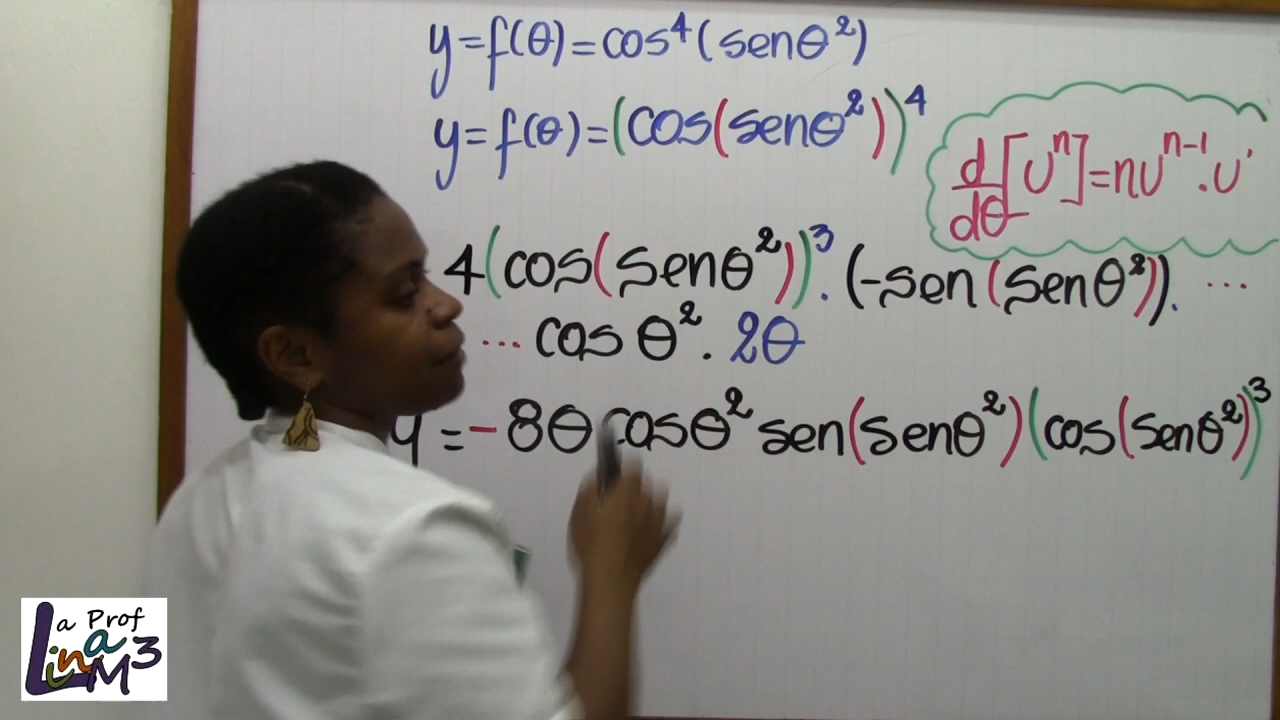 y=f(θ)=cos⁴(senθ²)
y=f(θ)=(cos(senθ²))⁴
d/dθ[Uⁿ]=nUⁿ⁻¹.U'
4(cos(senθ²))³.(-sen(senθ²)). ...
... cos θ². 2θ
y =-8θ cosθ² sen(senθ²)(cos(senθ²))³
La Prof
Lina M3